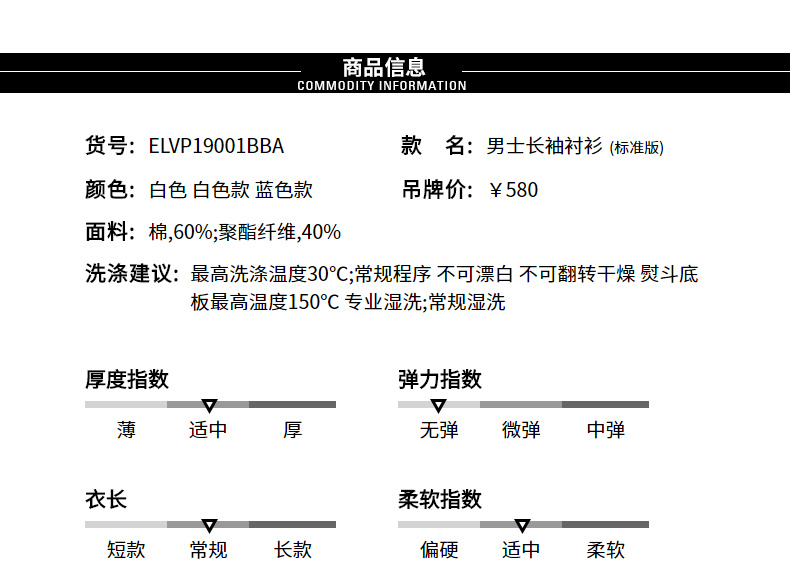 商品信息
COMMODITY INFORMATION
货号: ELVP19001BBA
款 名: 男士长袖衬衫 (标准版)
颜色: 白色 白色款 蓝色款
吊牌价: ￥580
面料: 棉,60%;聚酯纤维,40%
洗涤建议: 最高洗涤温度30℃;常规程序 不可漂白 不可翻转干燥 熨斗底
板最高温度150℃ 专业湿洗;常规湿洗
厚度指数
薄 适中 厚
弹力指数
无弹 微弹 中弹
衣长
短款 常规 长款
柔软指数
偏硬 适中 柔软